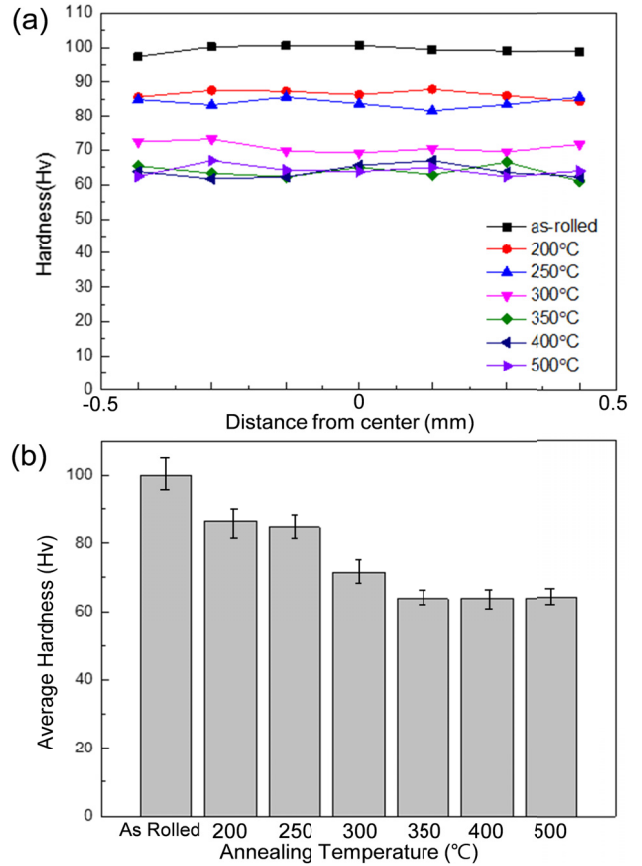 (a)
110
100
90
80
70
60
50
40
30
20
10
0
Hardness(Hv)
as-rolled
200°C
250°C
300°C
350°C
400°C
500°C
-0.5
0
0.5
Distance from center (mm)
(b)
100
80
60
40
20
0
Average Hardness (Hv)
As Rolled 200 250 300 350 400 500
Annealing Temperature (℃)